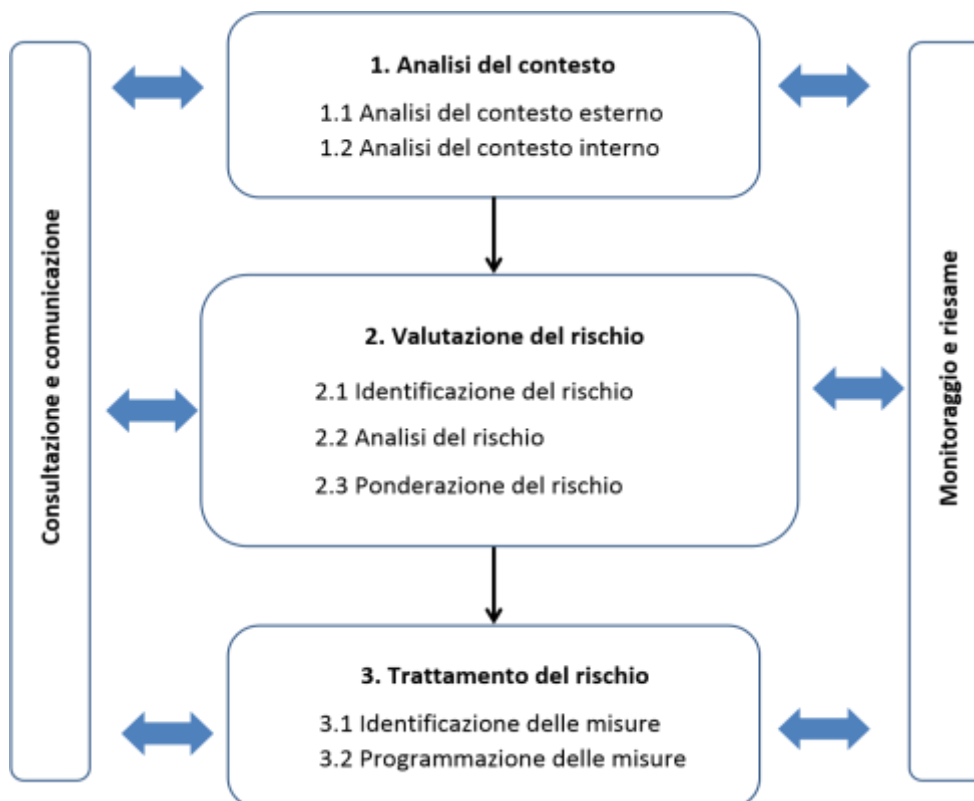 Consultazione e comunicazione
1. Analisi del contesto
1.1 Analisi del contesto esterno
1.2 Analisi del contesto interno
2. Valutazione del rischio
2.1 Identificazione del rischio
2.2 Analisi del rischio
2.3 Ponderazione del rischio
3. Trattamento del rischio
3.1 Identificazione delle misure
3.2 Programmazione delle misure
Monitoraggio e riesame